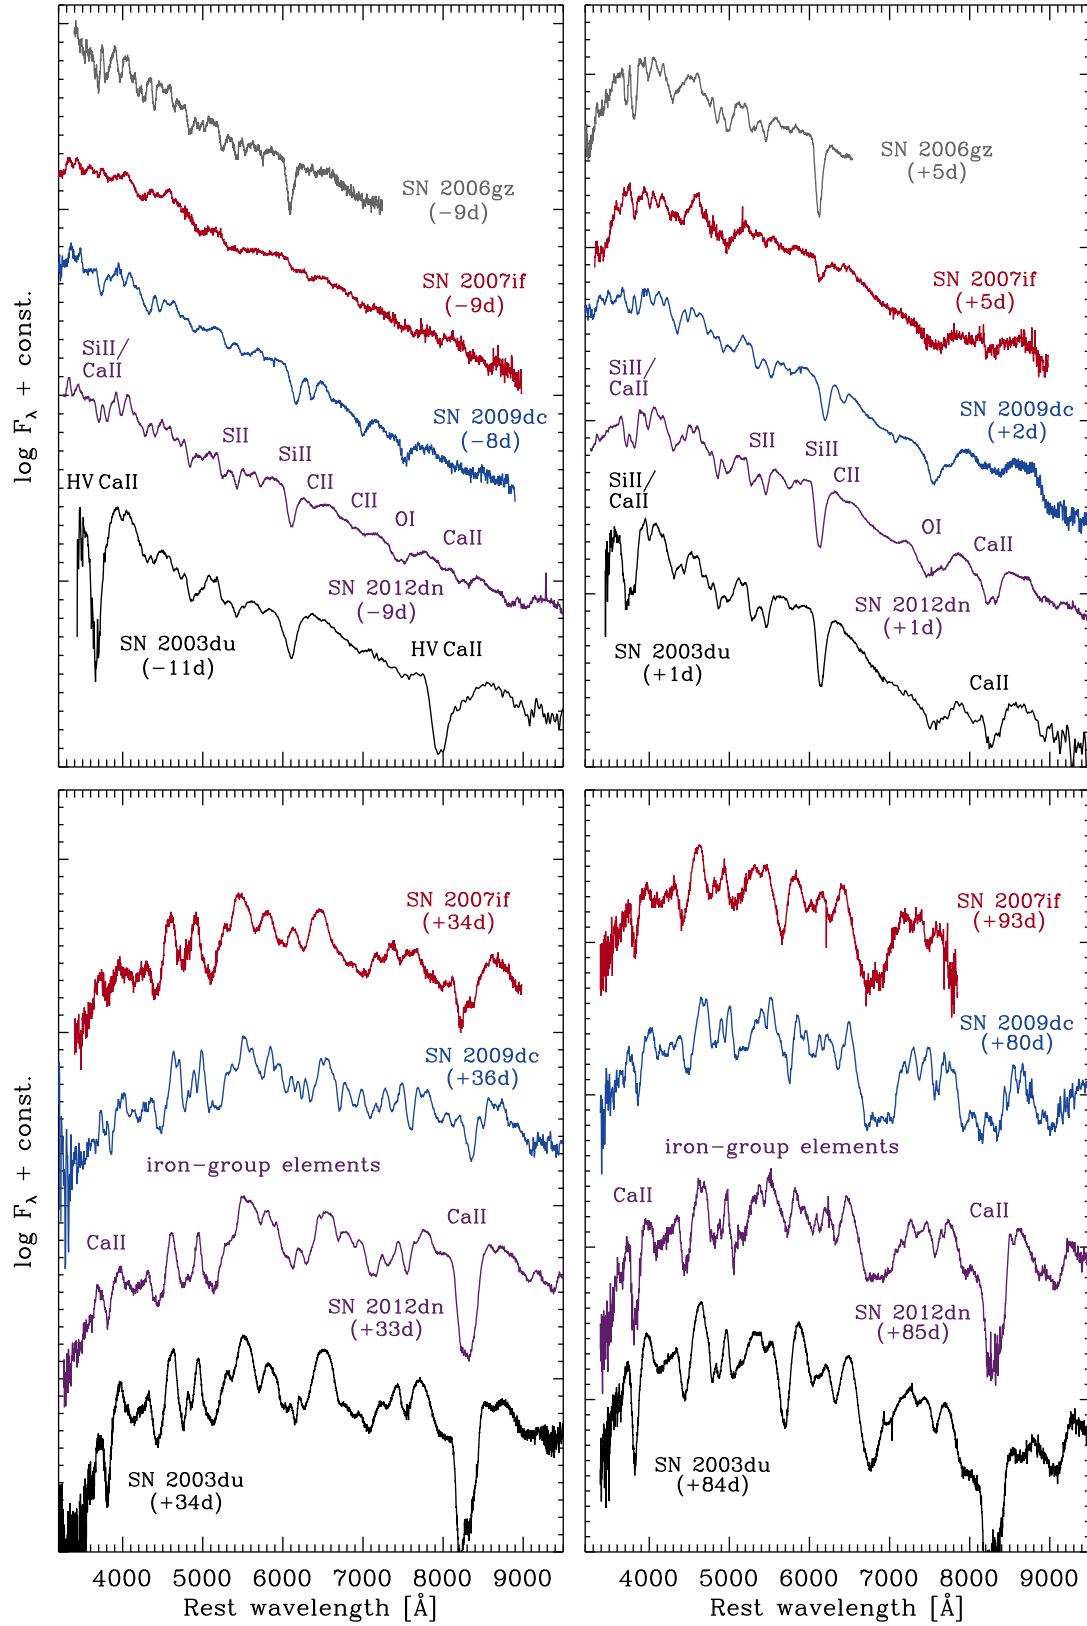 SN 2006gz
(−9d)
SN 2007if
(−9d)
SiII/
CaII
SN 2009dc
(−8d)
SII
SiII
HV CaII
CII
CII
OI
CaII
SN 2012dn
(−9d)
SN 2003du
(−11d)
HV CaII
log Fλ + const.
SN 2006gz
(+5d)
SN 2007if
(+5d)
SiII/
CaII
SN 2009dc
(+2d)
SII
SiII
CII
SiII/
CaII
OI
CaII
SN 2012dn
(+1d)
SN 2003du
(+1d)
CaII
SN 2007if
(+34d)
SN 2009dc
(+36d)
iron-group elements
CaII
CaII
SN 2012dn
(+33d)
SN 2003du
(+34d)
log Fλ + const.
4000 5000 6000 7000 8000 9000
Rest wavelength [Å]
SN 2007if
(+93d)
SN 2009dc
(+80d)
iron-group elements
CaII
CaII
SN 2012dn
(+85d)
SN 2003du
(+84d)
4000 5000 6000 7000 8000 9000
Rest wavelength [Å]